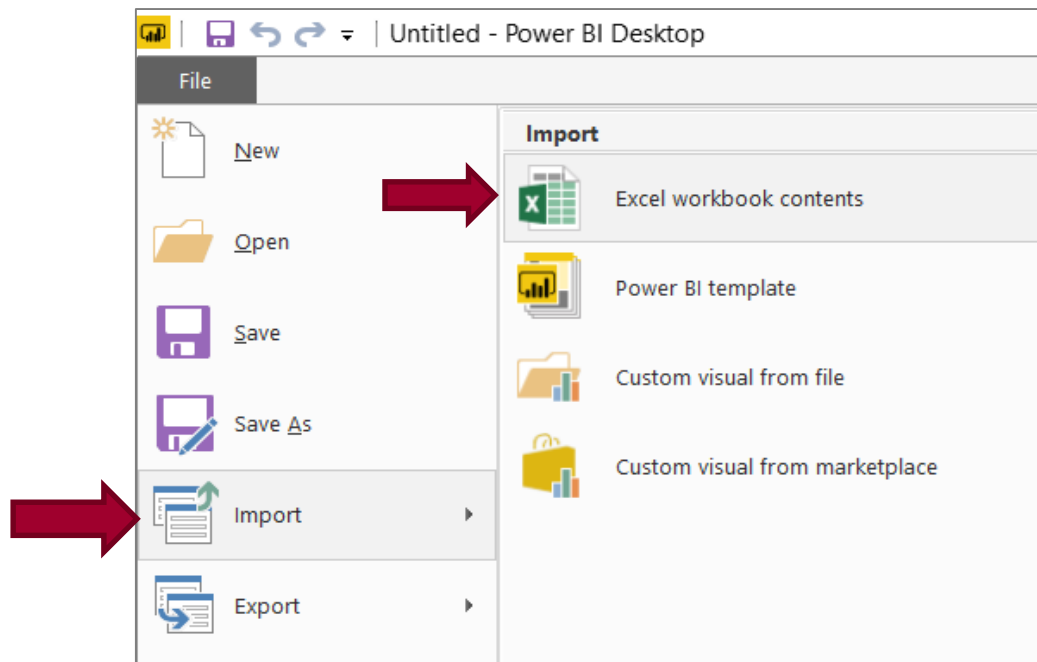 Untitled - Power BI Desktop
File
New
Open
Save
Save As
Import
Export
Import
Excel workbook contents
Power BI template
Custom visual from file
Custom visual from marketplace